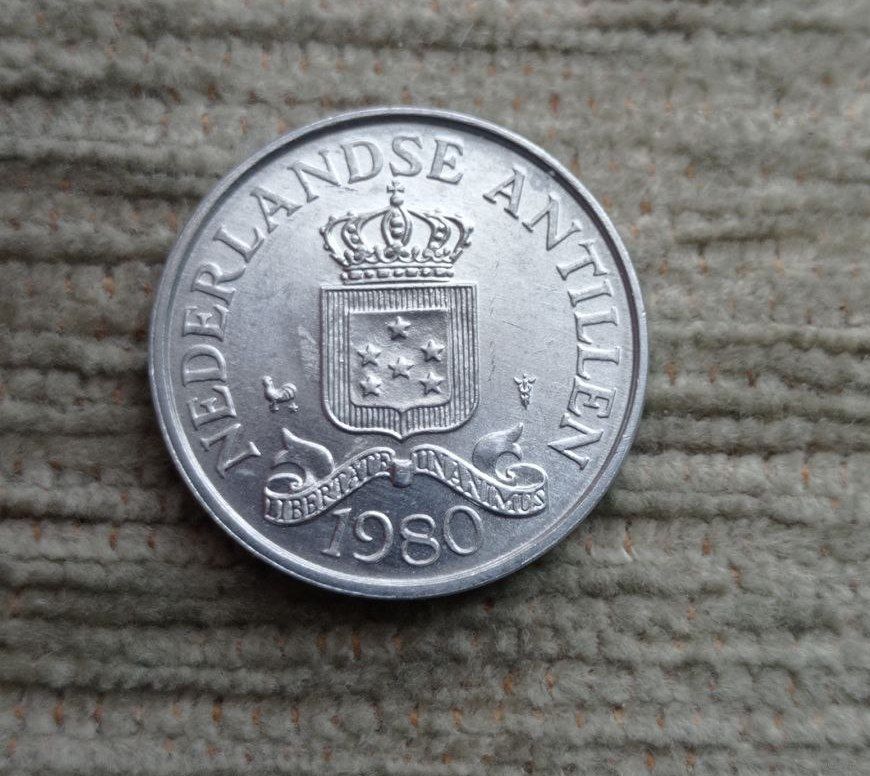 NEDERLANDSE ANTILLEN
LIBERTATE UNANIMUS
1980